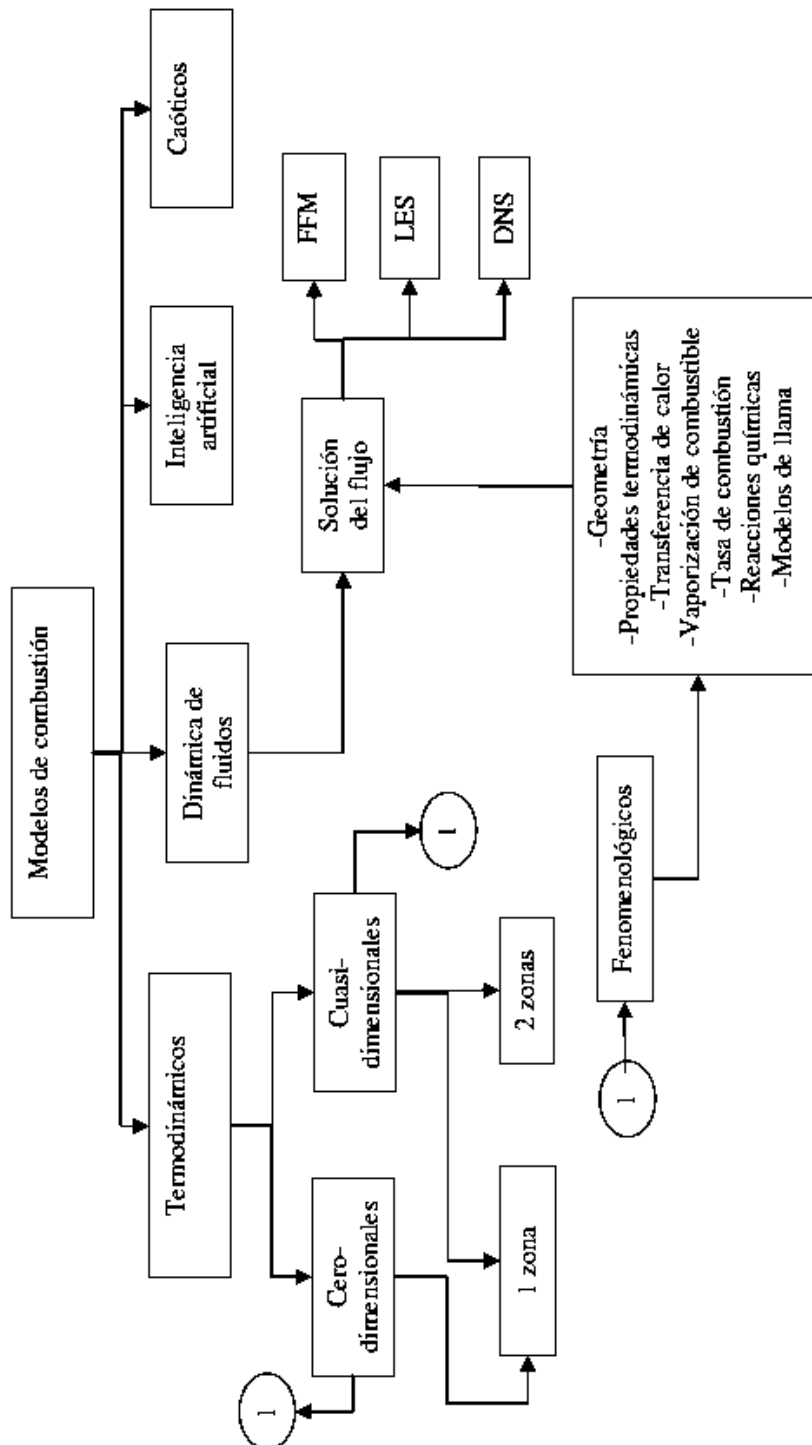 Modelos de combustión
Termodinámicos
Dinámica de
fluidos
Inteligencia
artificial
Caóticos
1
Cero-
dimensionales
Cuasi-
dimensionales
1
Solución
del flujo
FFM
LES
DNS
1 zona
2 zonas
1
Fenomenológicos
-Geometría
-Propiedades termodinámicas
-Transferencia de calor
-Vaporización de combustible
-Tasa de combustión
-Reacciones químicas
-Modelos de llama